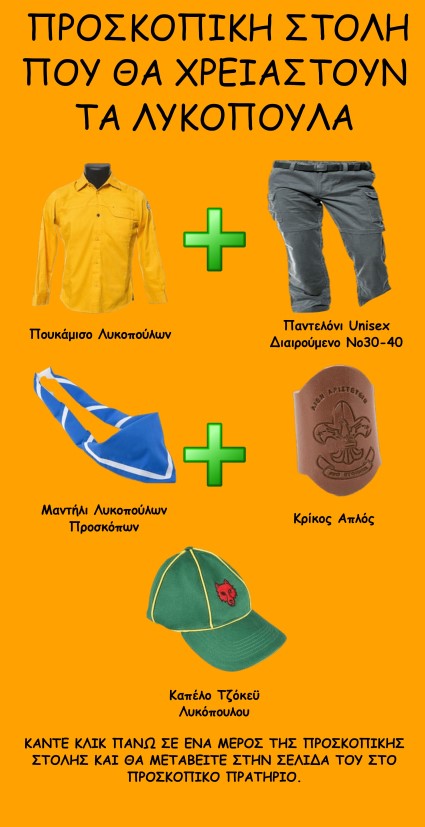 ΠΡΟΣΚΟΠΙΚΗ ΣΤΟΛΗ
ΠΟΥ ΘΑ ΧΡΕΙΑΣΤΟΥΝ
ΤΑ ΛΥΚΟΠΟΥΛΑ
Πουκάμισο Λυκοπούλων
Παντελόνι Unisex
Διαιρούμενο Νο30-40
Μαντήλι Λυκοπούλων
Προσκόπων
ΑΙΕΝ ΑΡΙΣΤΕΥΕΙΝ
Κρίκος Απλός
Καπέλο Τζόκεϋ
Λυκόπουλου
ΚΑΝΤΕ ΚΛΙΚ ΠΑΝΩ ΣΕ ΕΝΑ ΜΕΡΟΣ ΤΗΣ ΠΡΟΣΚΟΠΙΚΗΣ
ΣΤΟΛΗΣ ΚΑΙ ΘΑ ΜΕΤΑΒΕΙΤΕ ΣΤΗΝ ΣΕΛΙΔΑ ΤΟΥ ΣΤΟ
ΠΡΟΣΚΟΠΙΚΟ ΠΡΑΤΗΡΙΟ.